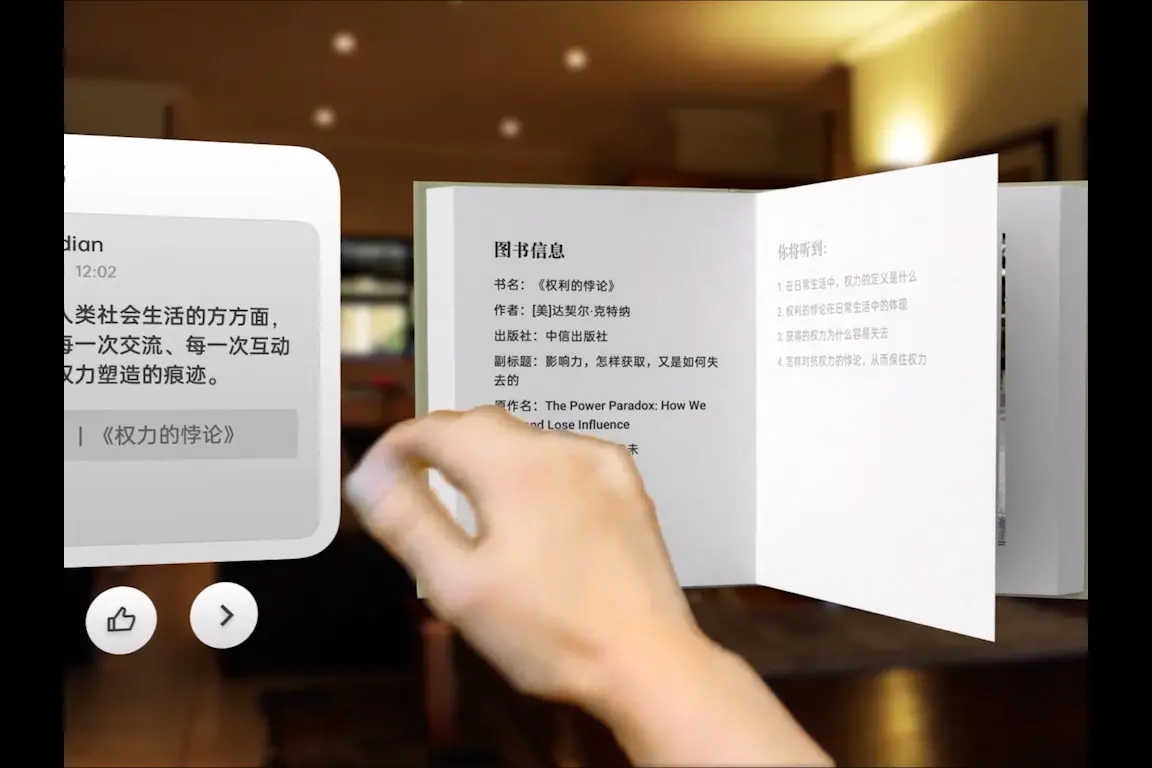 dian
12:02
人类社会生活的方方面，
每一次交流、每一次互动
权力塑造的痕迹。
| 《权力的悖论》
图书信息
书名：《权利的悖论》
作者：[美]达契尔·克特纳
出版社：中信出版社
副标题：影响力，怎样获取，又是如何失
去的
原作名：The Power Paradox: How We
and Lose Influence
未
你将听到:
1. 在日常生活中，权力的定义是什么
2. 权利的悖论在日常生活中的体现
3. 获得的权力为什么容易失去
4. 怎样对抗权力的悖论，从而保住权力